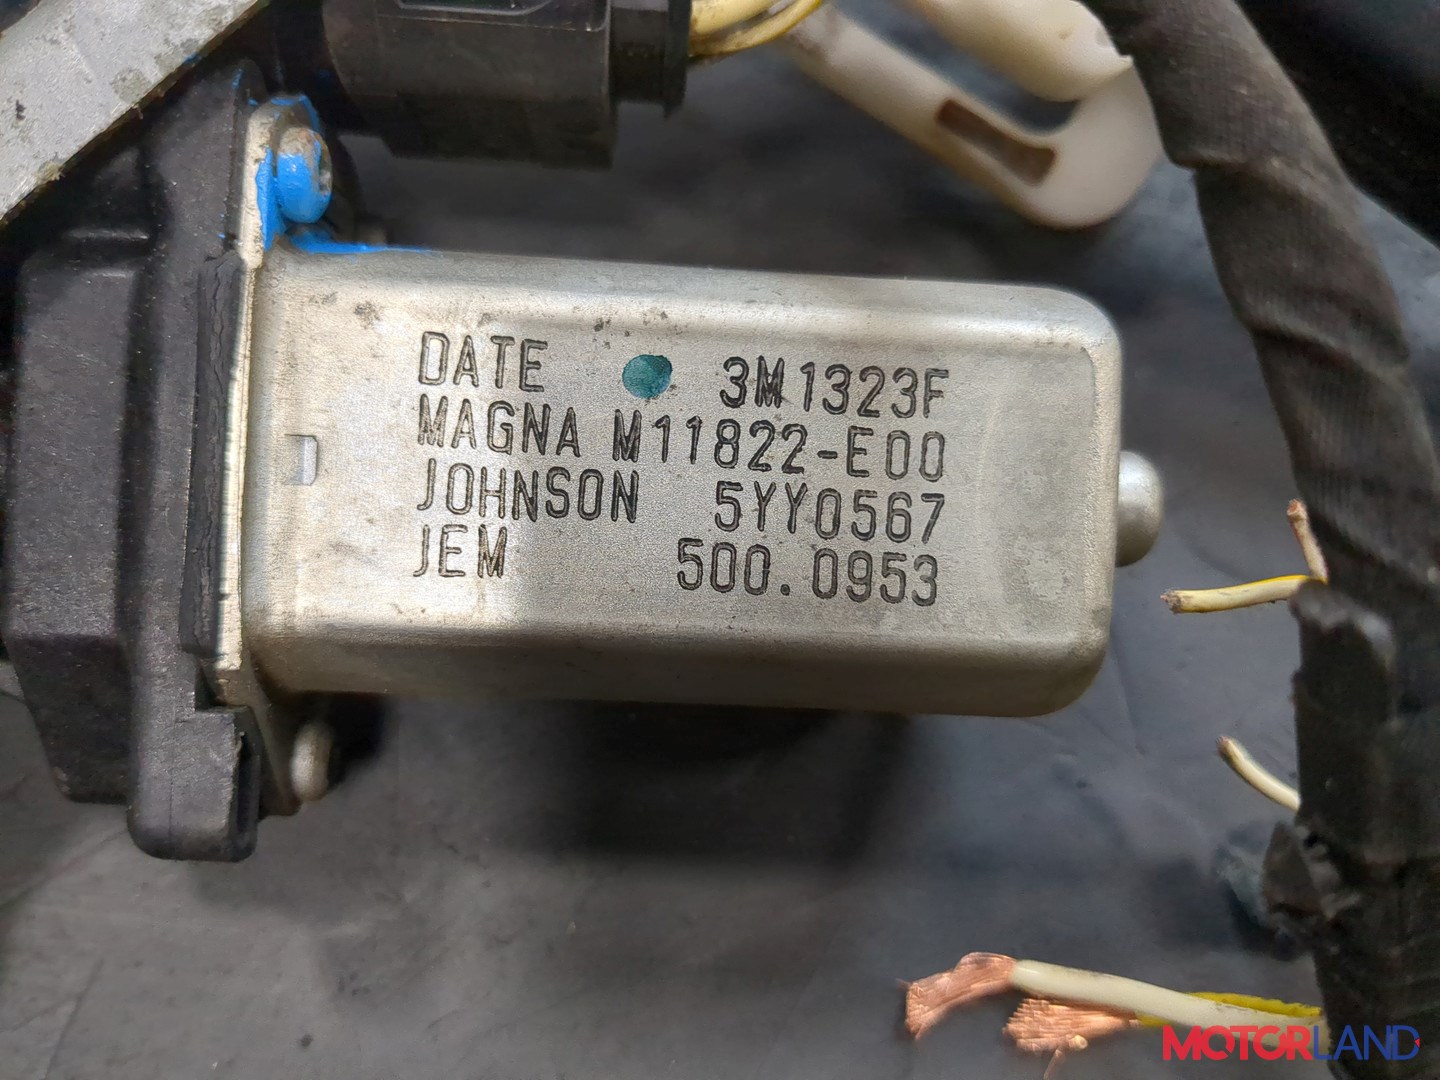 DATE 3M1323F
MAGNA M11822-E00
JOHNSON 5YY0567
JEM 500.0953
MOTORLAND